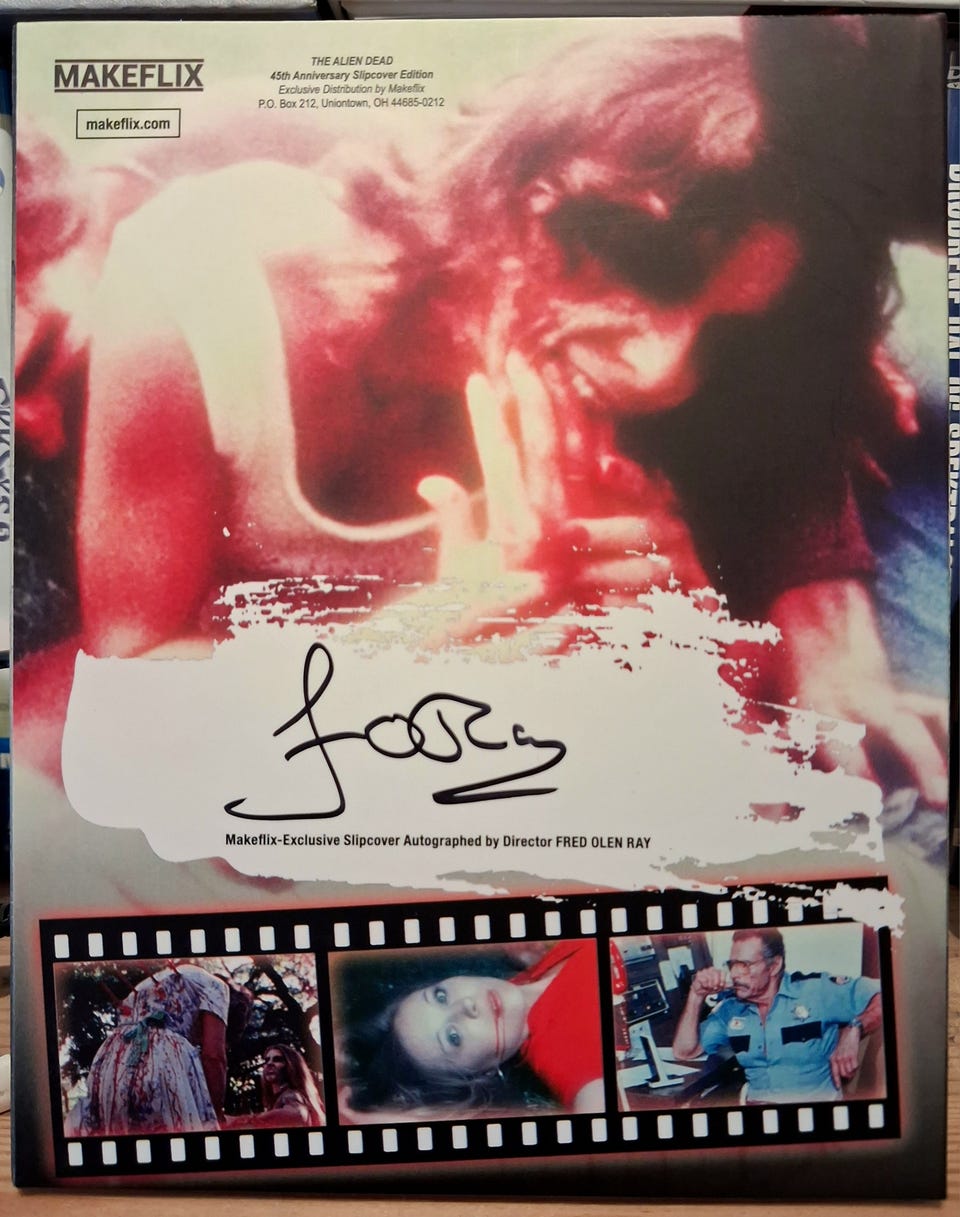 MAKEFLIX
makeflix.com
THE ALIEN DEAD
45th Anniversary Slipcover Edition
Exclusive Distribution by Makeflix
P.O. Box 212, Uniontown, OH 44685-0212
Makeflix-Exclusive Slipcover Autographed by Director FRED OLEN RAY